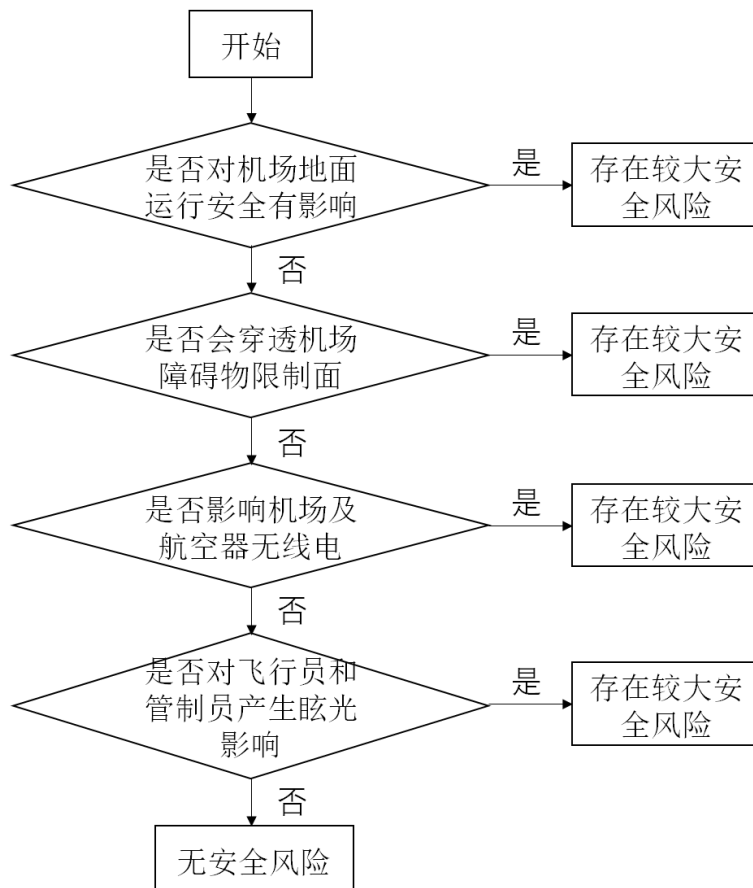 开始
是否对机场地面
运行安全有影响
是
存在较大安
全风险
否
是否会穿透机场
障碍物限制面
是
存在较大安
全风险
否
是否影响机场及
航空器无线电
是
存在较大安
全风险
否
是否对飞行员和
管制员产生眩光
影响
是
存在较大安
全风险
否
无安全风险